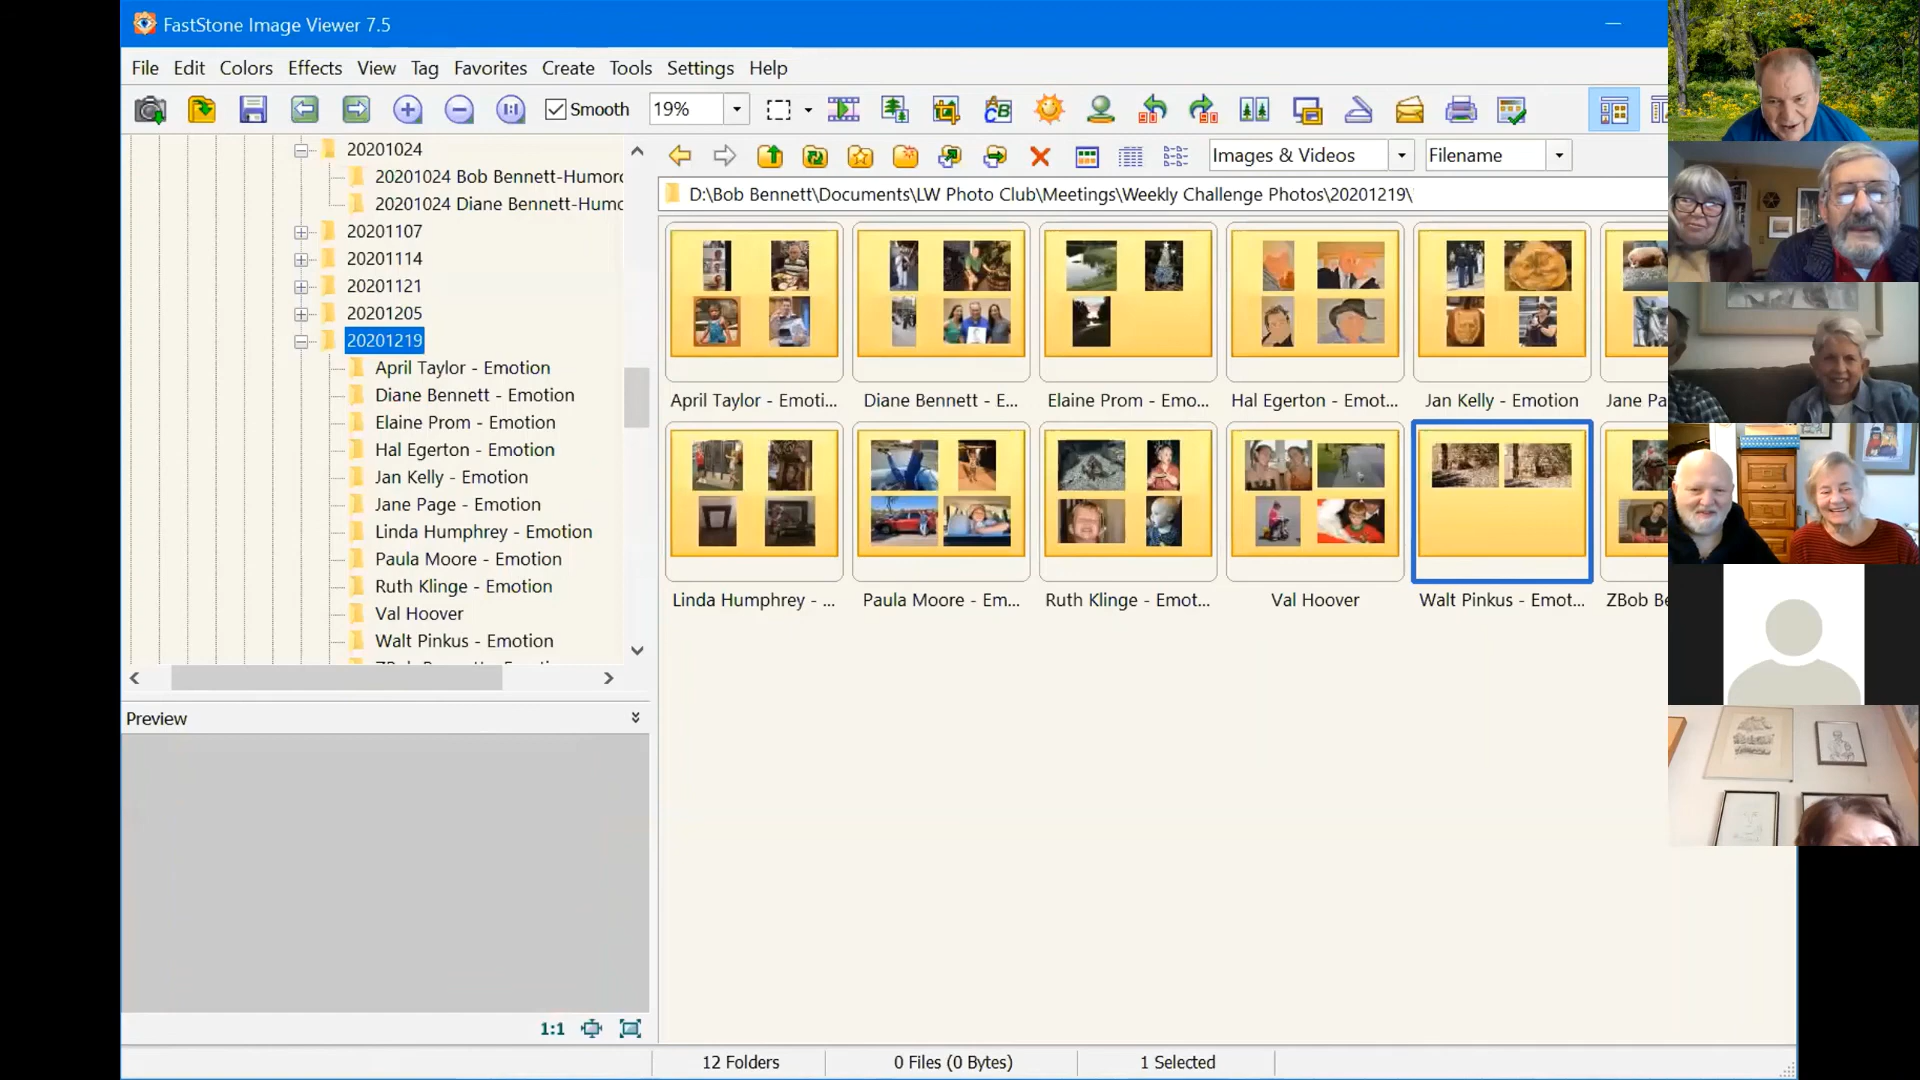 FastStone Image Viewer 7.5
File Edit Colors Effects View Tag Favorites Create Tools Settings Help
Smooth 19%
Images & Videos Filename
D:\Bob Bennett\Documents\LW Photo Club\Meetings\Weekly Challenge Photos\20201219\
20201024
20201024 Bob Bennett-Humoro
20201024 Diane Bennett-Humo
20201107
20201114
20201121
20201205
20201219
April Taylor - Emotion
Diane Bennett - Emotion
Elaine Prom - Emotion
Hal Egerton - Emotion
Jan Kelly - Emotion
Jane Page - Emotion
Linda Humphrey - Emotion
Paula Moore - Emotion
Ruth Klinge - Emotion
Val Hoover
Walt Pinkus - Emotion
April Taylor - Emoti...
Diane Bennett - E...
Elaine Prom - Emo...
Hal Egerton - Emot...
Jan Kelly - Emotion
Jane Pa
Linda Humphrey - ...
Paula Moore - Em...
Ruth Klinge - Emot...
Val Hoover
Walt Pinkus - Emot...
ZBob Be
Preview
1:1
12 Folders
0 Files (0 Bytes)
1 Selected